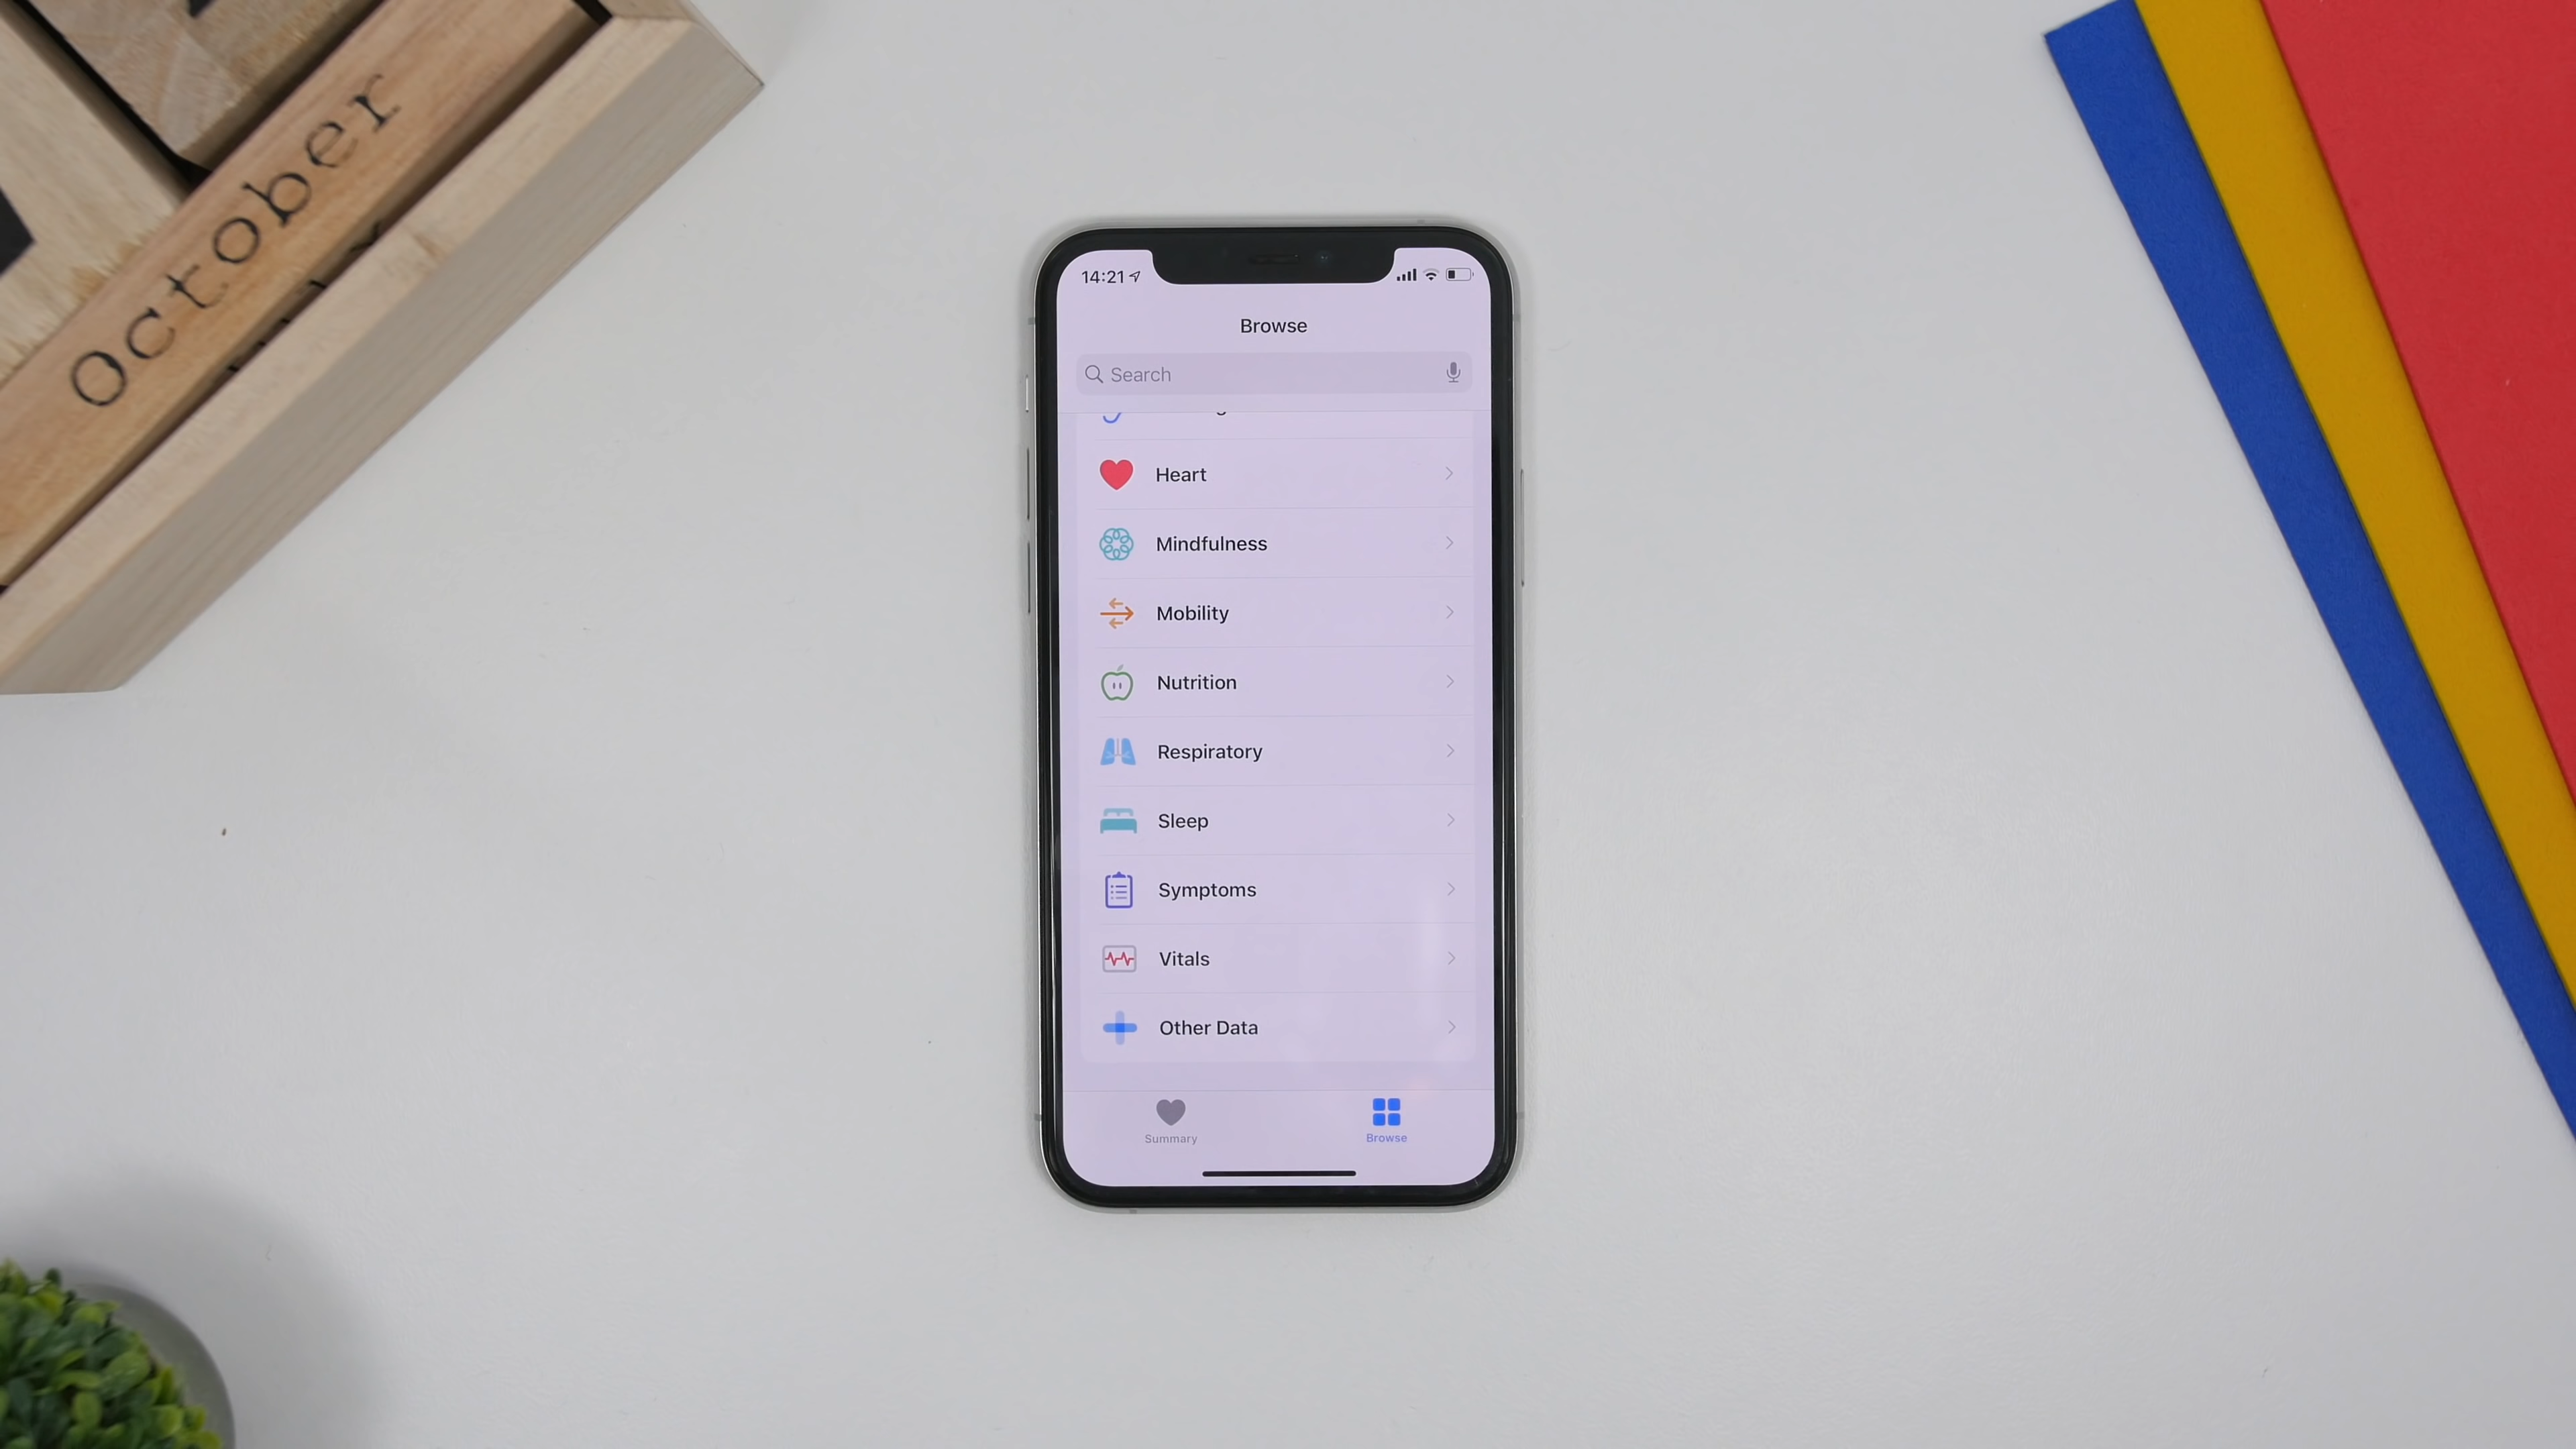 October
14:21
Browse
Search
Heart
Mindfulness
Mobility
Nutrition
Respiratory
Sleep
Symptoms
Vitals
Other Data
Summary
Browse